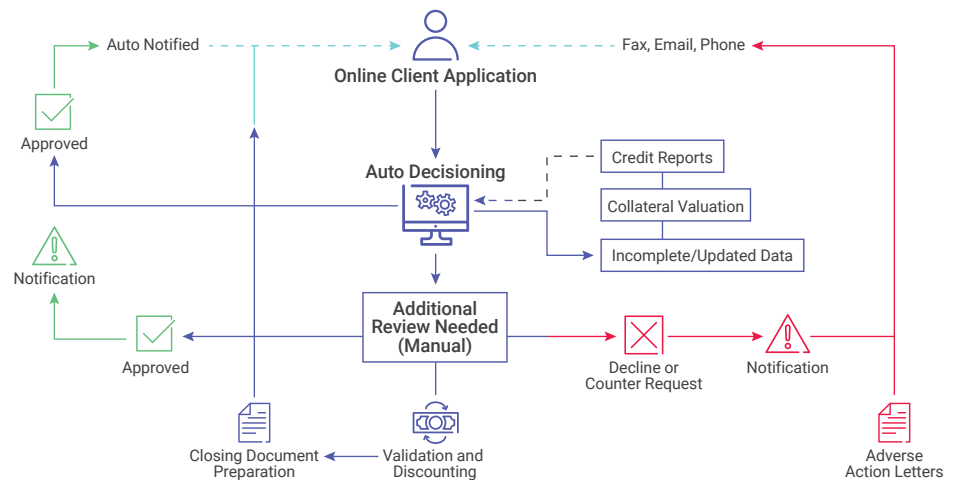 Auto Notified
Fax, Email, Phone
Online Client Application
Approved
Auto Decisioning
Credit Reports
Collateral Valuation
Incomplete/Updated Data
Notification
Additional
Review Needed
(Manual)
Approved
Decline or
Counter Request
Notification
Closing Document
Preparation
Validation and
Discounting
Adverse
Action Letters